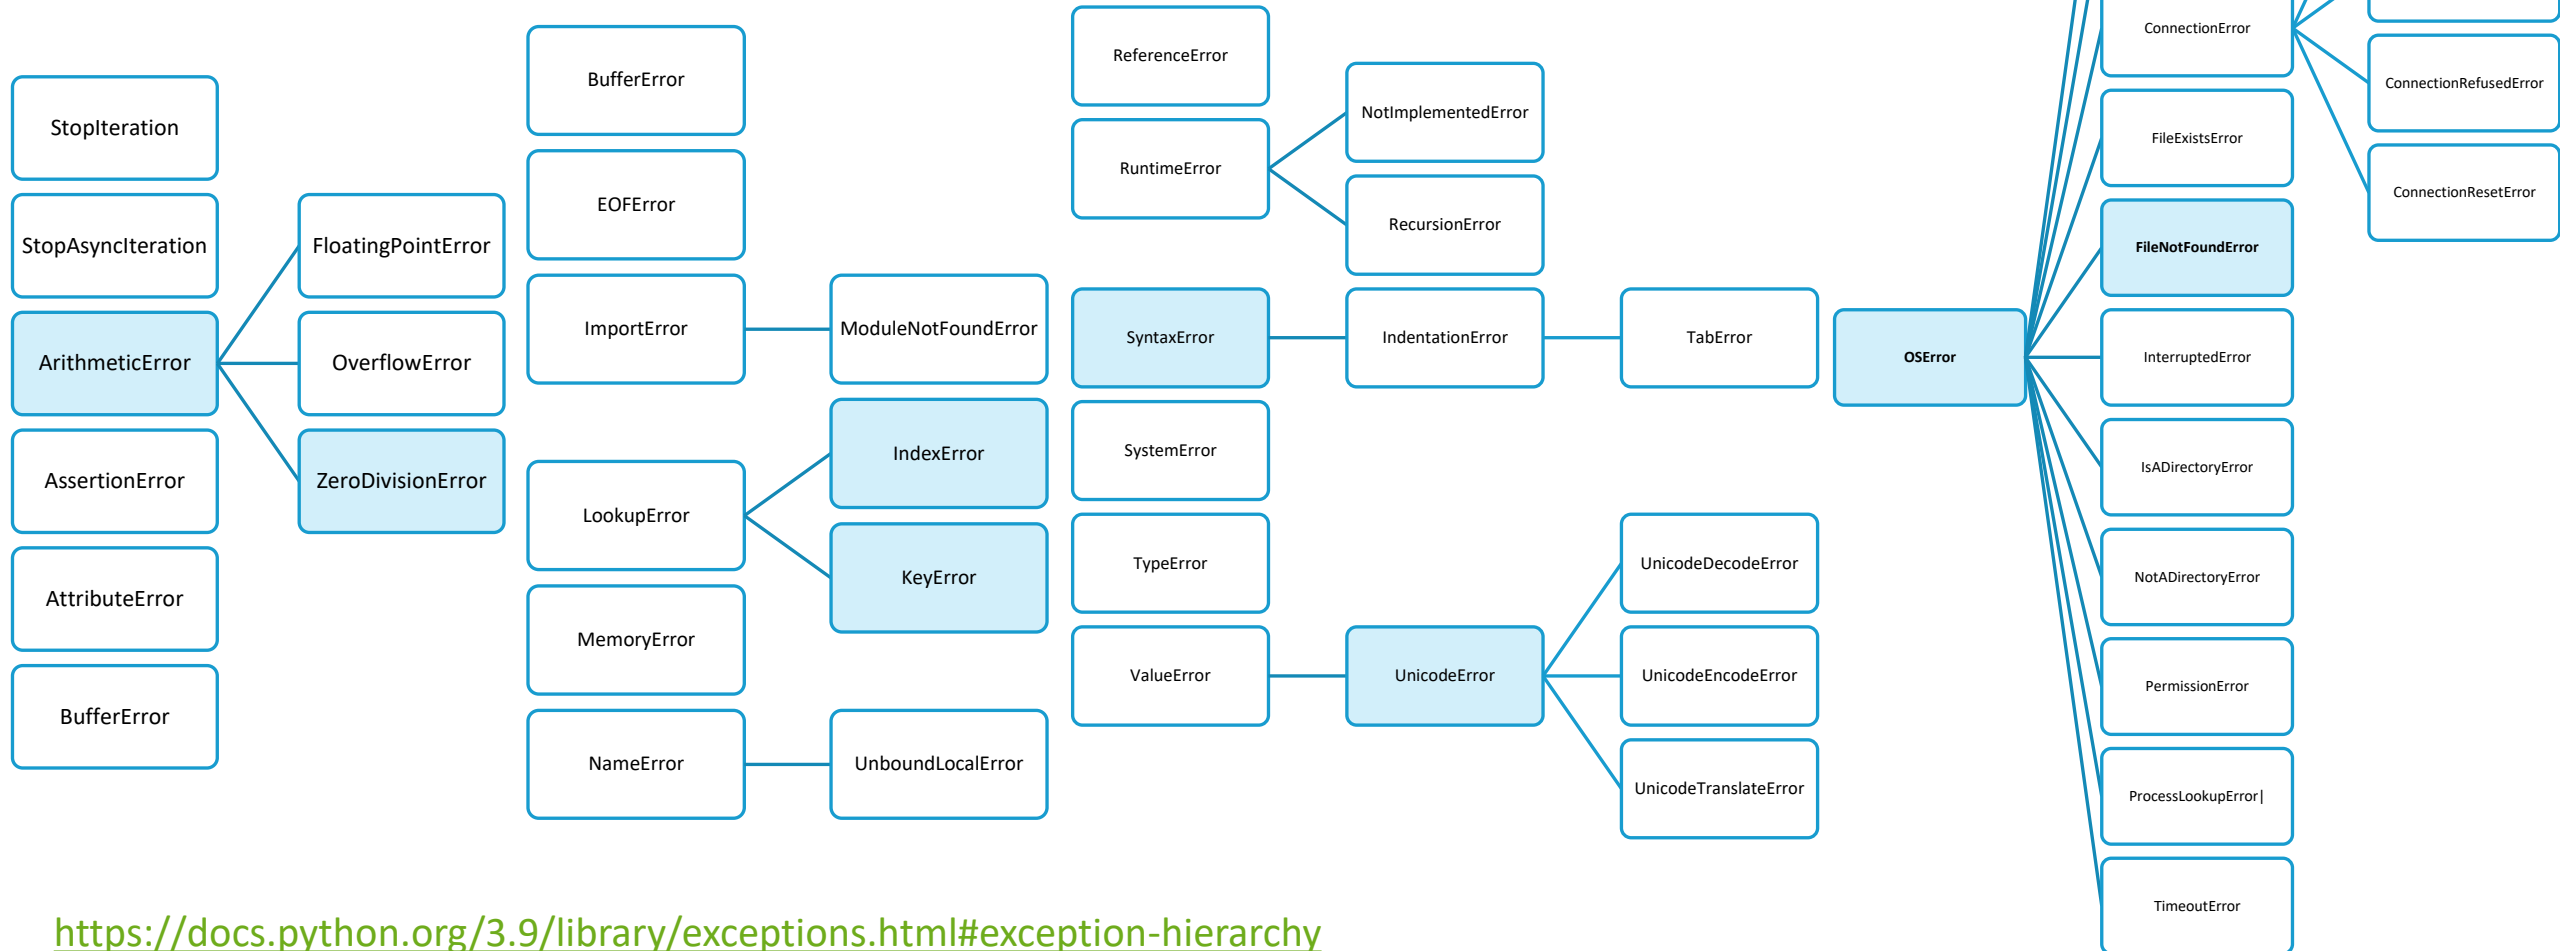 StopIteration
StopAsyncIteration
ArithmeticError
AssertionError
AttributeError
BufferError
FloatingPointError
OverflowError
ZeroDivisionError
BufferError
EOFError
ImportError
LookupError
MemoryError
NameError
ModuleNotFoundError
IndexError
KeyError
UnboundLocalError
ReferenceError
RuntimeError
SyntaxError
SystemError
TypeError
ValueError
NotImplementedError
RecursionError
IndentationError
UnicodeError
TabError
UnicodeDecodeError
UnicodeEncodeError
UnicodeTranslateError
OSError
ConnectionError
FileExistsError
FileNotFoundError
InterruptedError
IsADirectoryError
NotADirectoryError
PermissionError
ProcessLookupError|
TimeoutError
ConnectionRefusedError
ConnectionResetError
https://docs.python.org/3.9/library/exceptions.html#exception-hierarchy